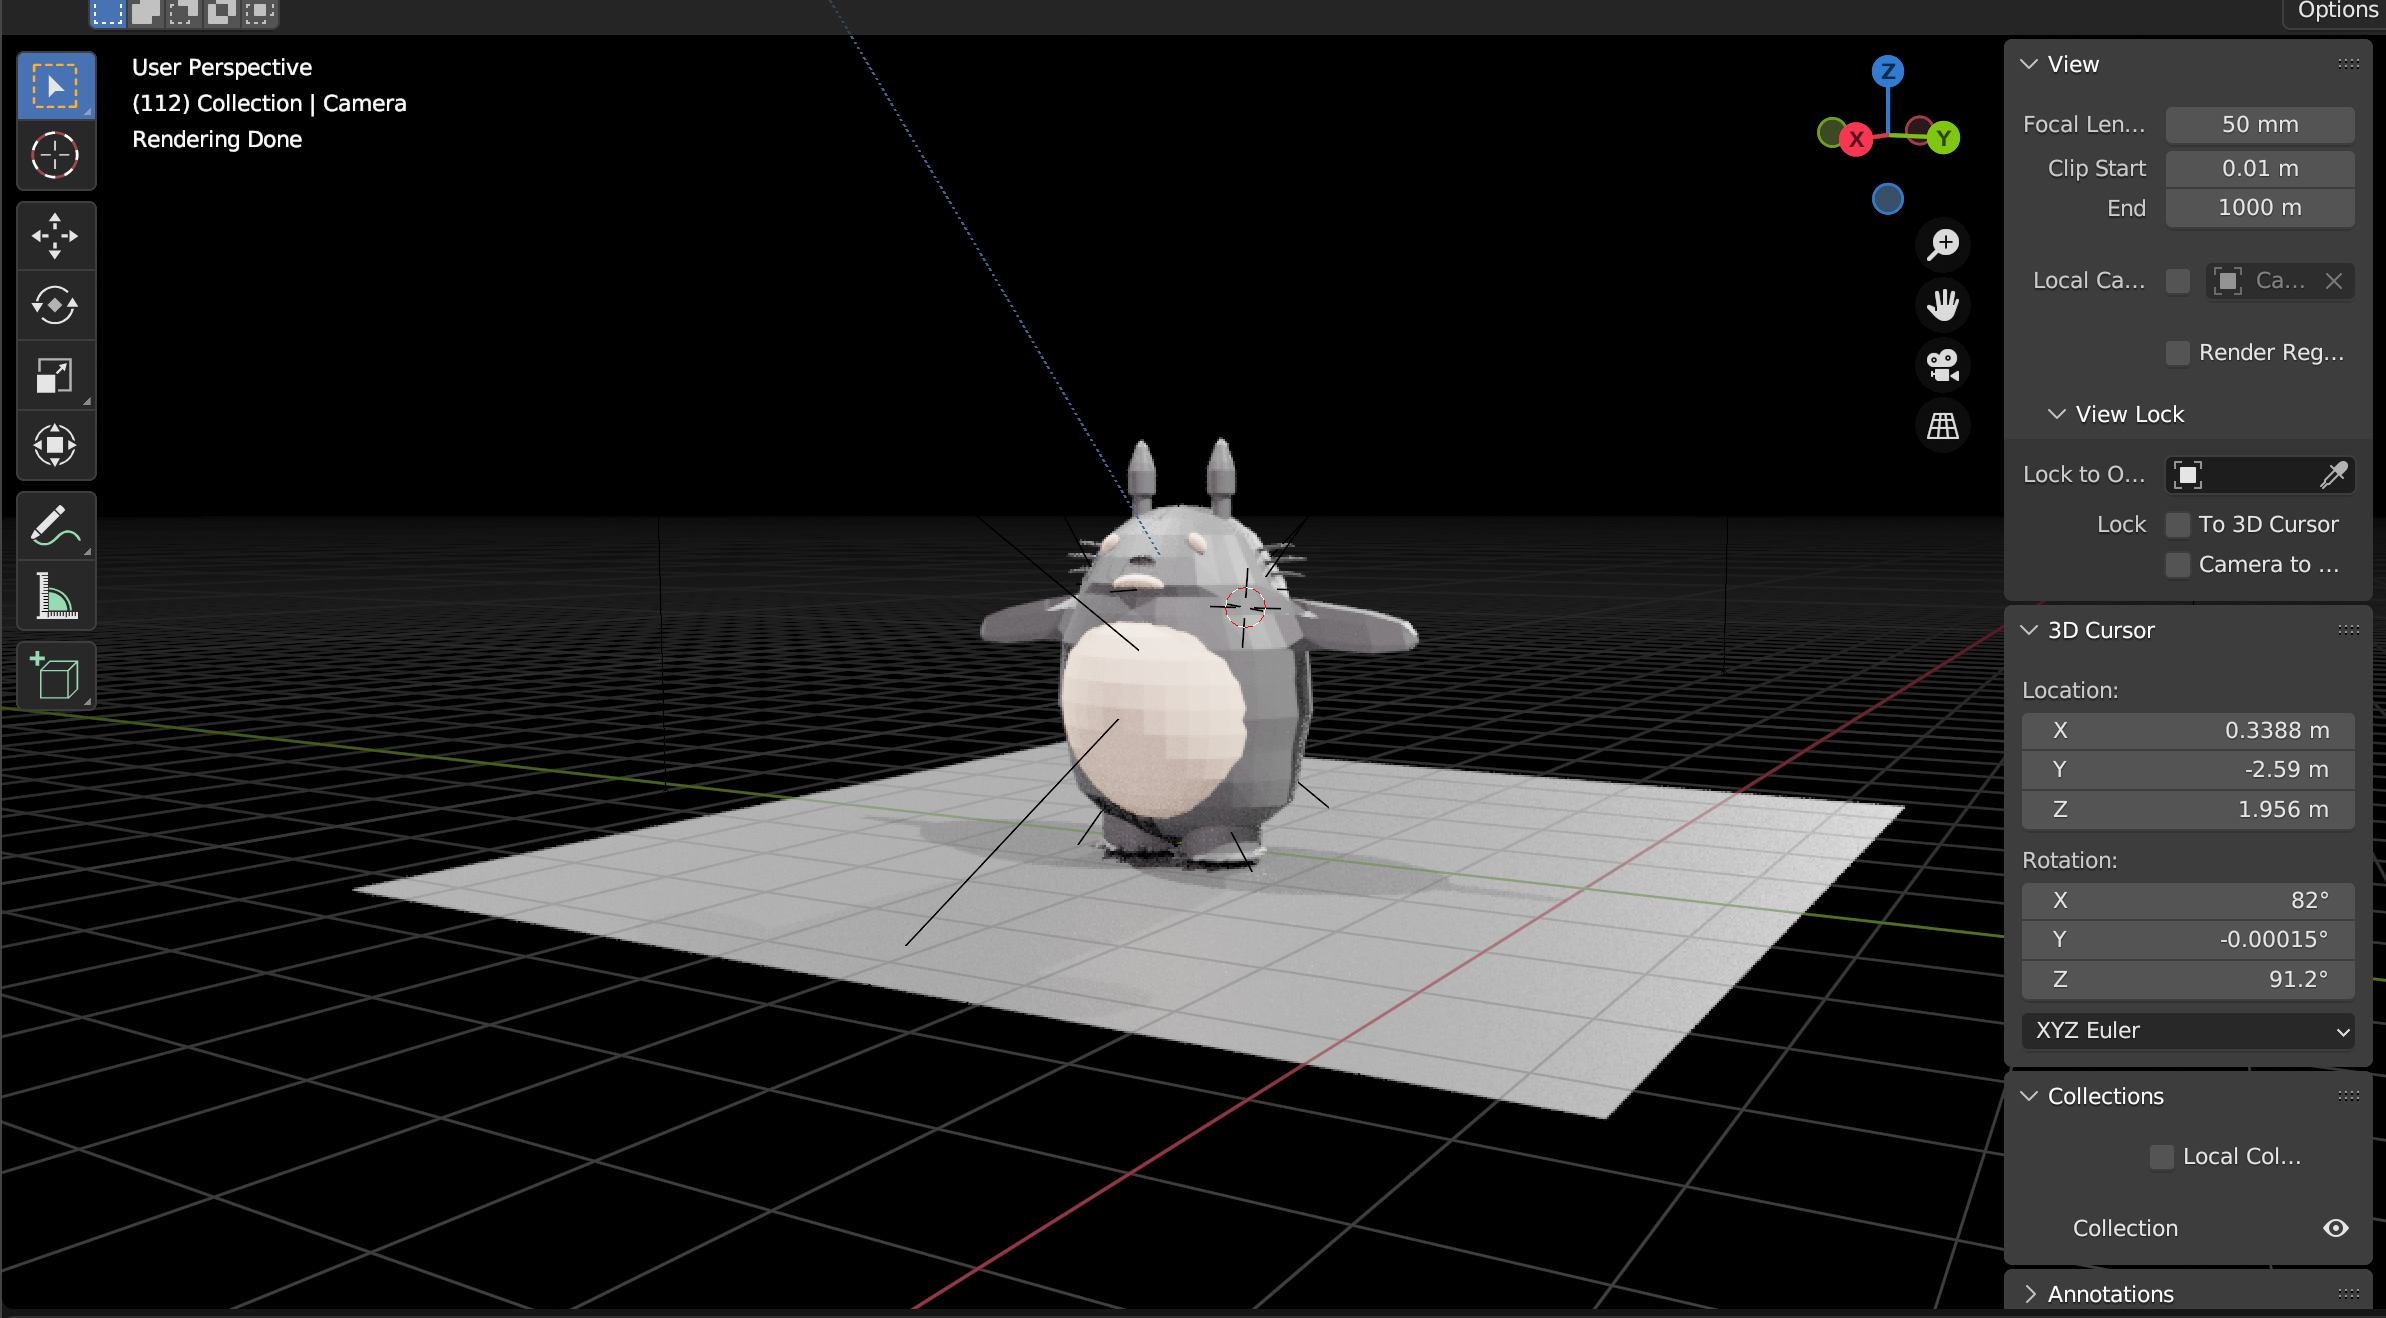 Options
User Perspective
(112) Collection | Camera
Rendering Done
Z
X
Y
View
Focal Len...
50 mm
Clip Start
0.01 m
End
1000 m
Local Ca...
Ca...
Render Reg...
View Lock
Lock to O...
Lock
To 3D Cursor
Camera to ...
3D Cursor
Location:
X
0.3388 m
Y
-2.59 m
Z
1.956 m
Rotation:
X
82°
Y
-0.00015°
Z
91.2°
XYZ Euler
Collections
Local Col...
Collection
Annotations